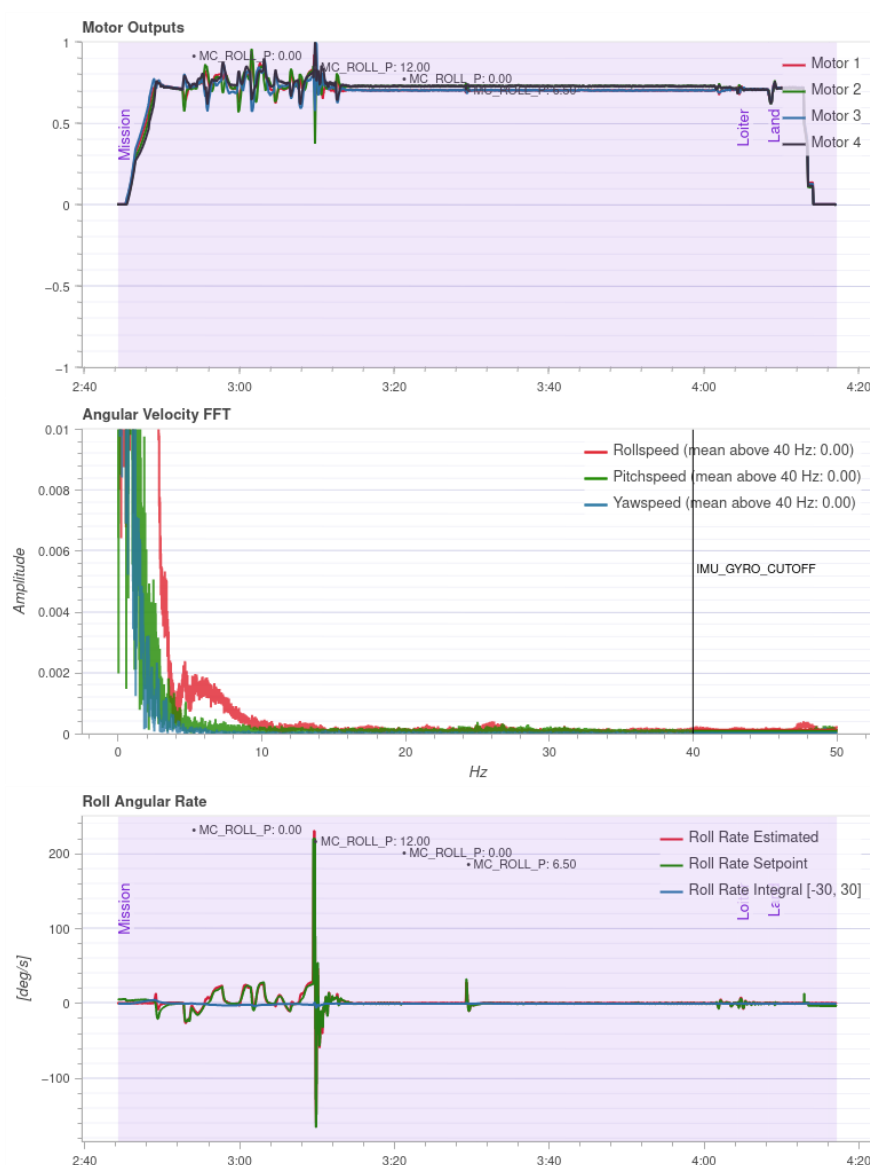 Motor Outputs
1
0.5
0
−0.5
−1
MC_ROLL_P: 0.00
MC_ROLL_P: 12.00
MC_ROLL_P: 0.00
MC_ROLL_P: 6.50
Mission
Loiter
Land
Motor 1
Motor 2
Motor 3
Motor 4
2:40 3:00 3:20 3:40 4:00 4:20
Angular Velocity FFT
0.01
0.008
0.006
0.004
0.002
0
Amplitude
Rollspeed (mean above 40 Hz: 0.00)
Pitchspeed (mean above 40 Hz: 0.00)
Yawspeed (mean above 40 Hz: 0.00)
IMU_GYRO_CUTOFF
0 10 20 30 40 50
Hz
Roll Angular Rate
200
100
0
−100
[deg/s]
MC_ROLL_P: 0.00
MC_ROLL_P: 12.00
MC_ROLL_P: 0.00
MC_ROLL_P: 6.50
Mission
Roll Rate Estimated
Roll Rate Setpoint
Roll Rate Integral [-30, 30]
2:40 3:00 3:20 3:40 4:00 4:20